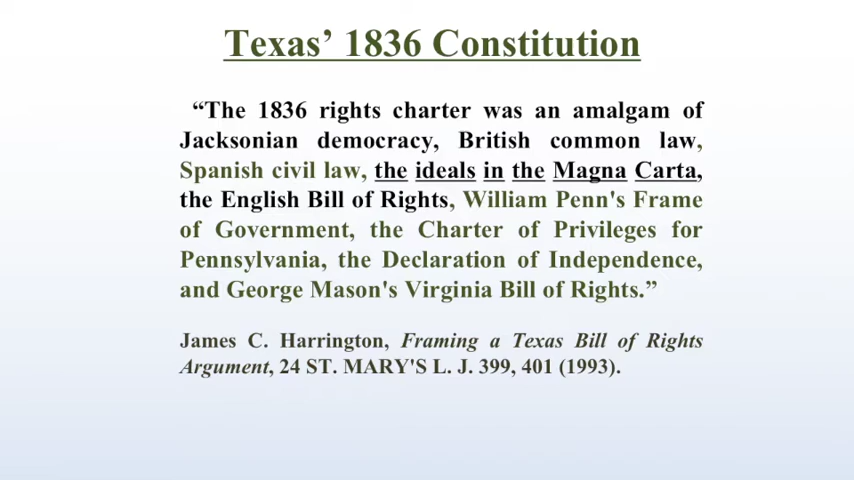 Texas’ 1836 Constitution
“The 1836 rights charter was an amalgam of
Jacksonian democracy, British common law,
Spanish civil law, the ideals in the Magna Carta,
the English Bill of Rights, William Penn's Frame
of Government, the Charter of Privileges for
Pennsylvania, the Declaration of Independence,
and George Mason's Virginia Bill of Rights.”
James C. Harrington, Framing a Texas Bill of Rights
Argument, 24 ST. MARY'S L. J. 399, 401 (1993).